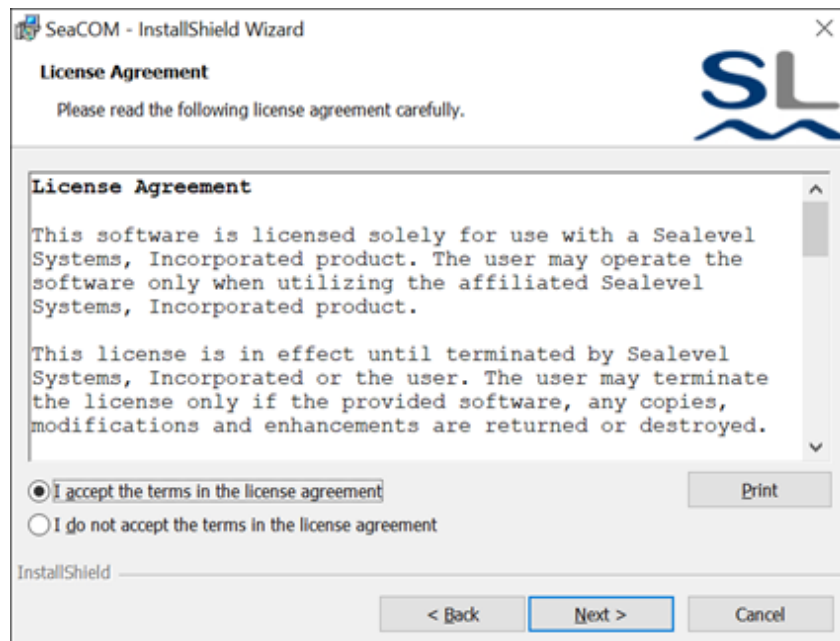 SeaCOM - InstallShield Wizard
License Agreement
Please read the following license agreement carefully.
SL
License Agreement
This software is licensed solely for use with a Sealevel
Systems, Incorporated product. The user may operate the
software only when utilizing the affiliated Sealevel
Systems, Incorporated product.
This license is in effect until terminated by Sealevel
Systems, Incorporated or the user. The user may terminate
the license only if the provided software, any copies,
modifications and enhancements are returned or destroyed.
I accept the terms in the license agreement
Print
I do not accept the terms in the license agreement
InstallShield
< Back
Next >
Cancel